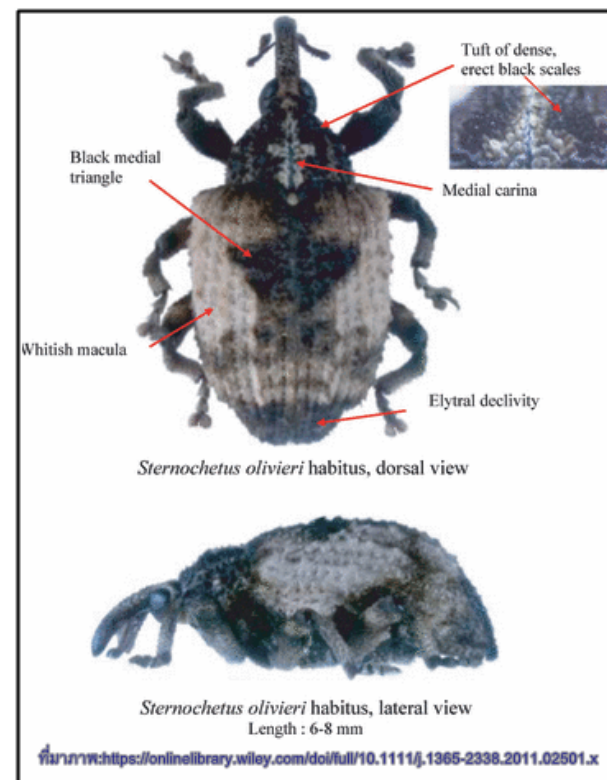 Tuft of dense,
erect black scales
Black medial
triangle
Medial carina
Whitish macula
Elytral declivity
Sternochetus olivieri habitus, dorsal view
Sternochetus olivieri habitus, lateral view
Length : 6-8 mm
ที่มาภาพ:https://onlinelibrary.wiley.com/doi/full/10.1111/j.1365-2338.2011.02501.x